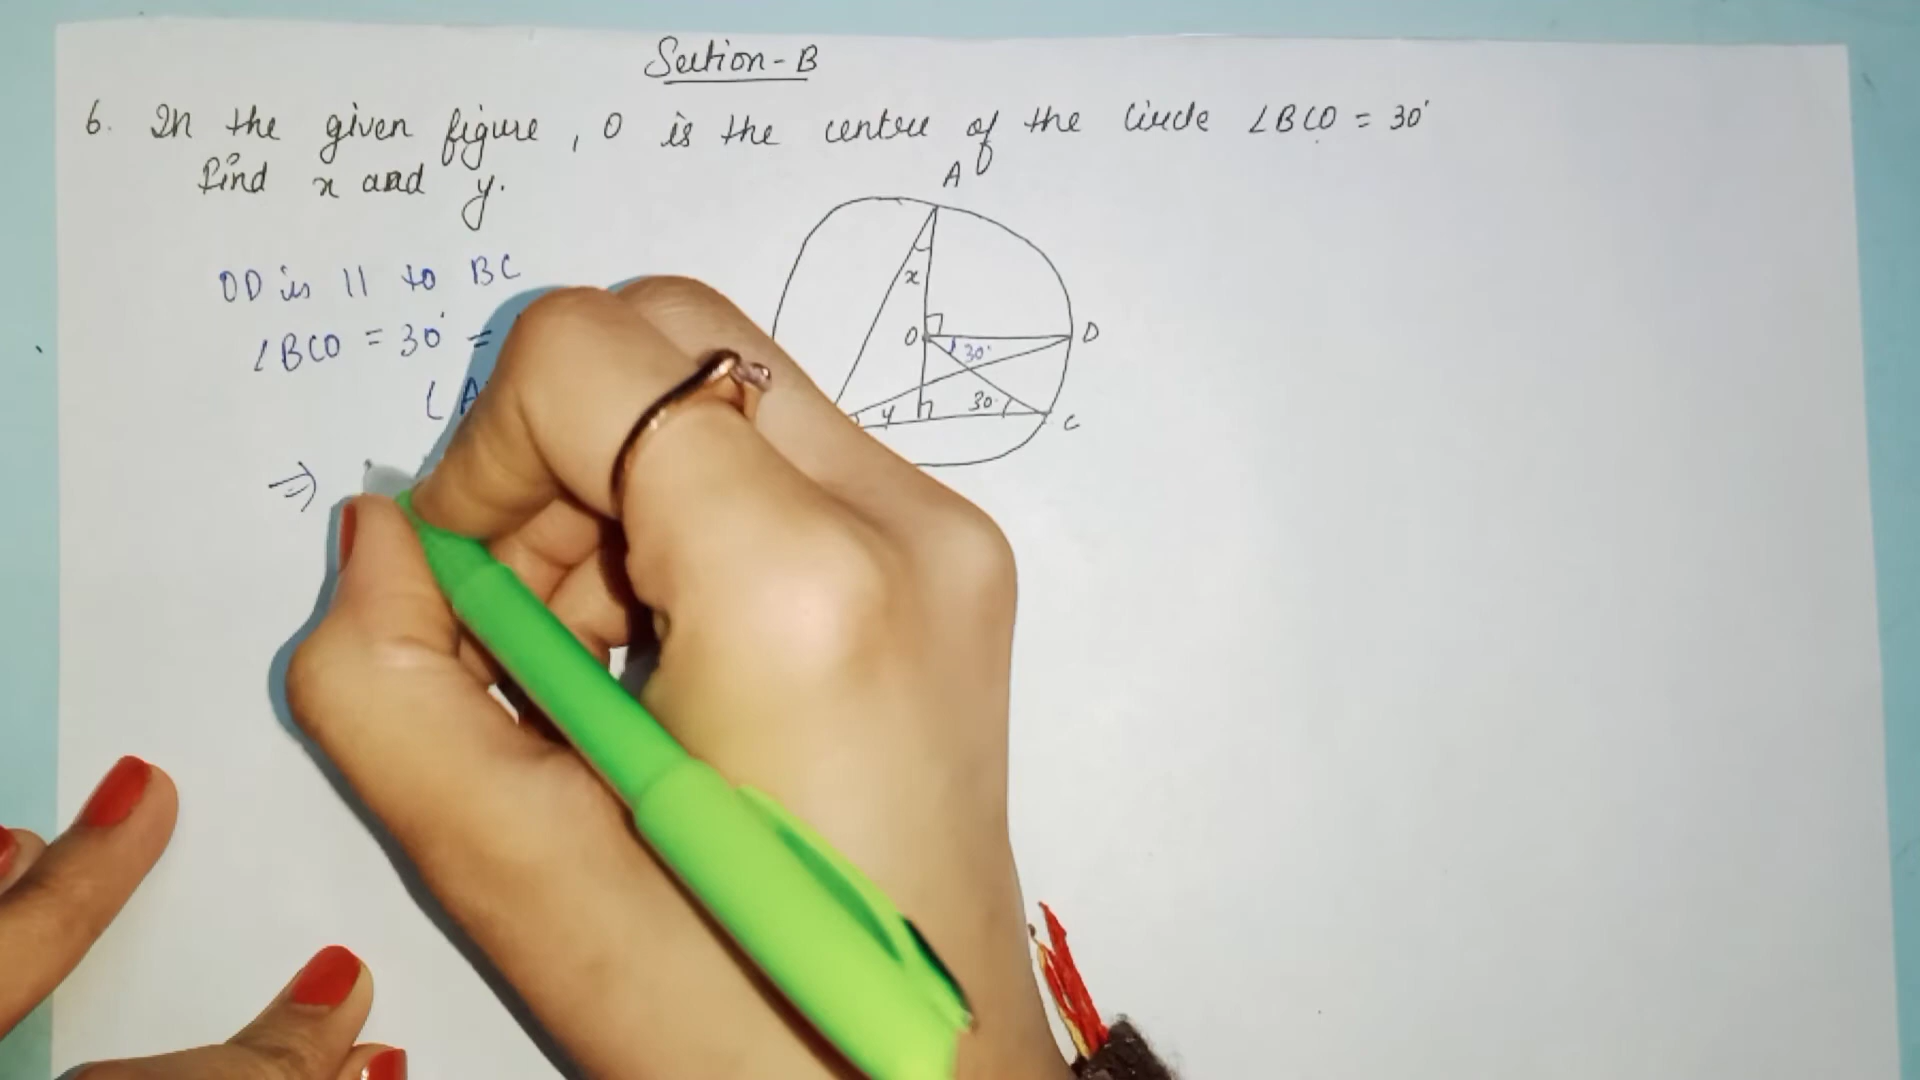 Section - B
6. In the given figure, O is the centre of the circle ∠BCO = 30°
Find x and y.
A
OD is || to BC
x
∠BCO = 30° =
O
D
30°
(A
y
30°
C
⇒